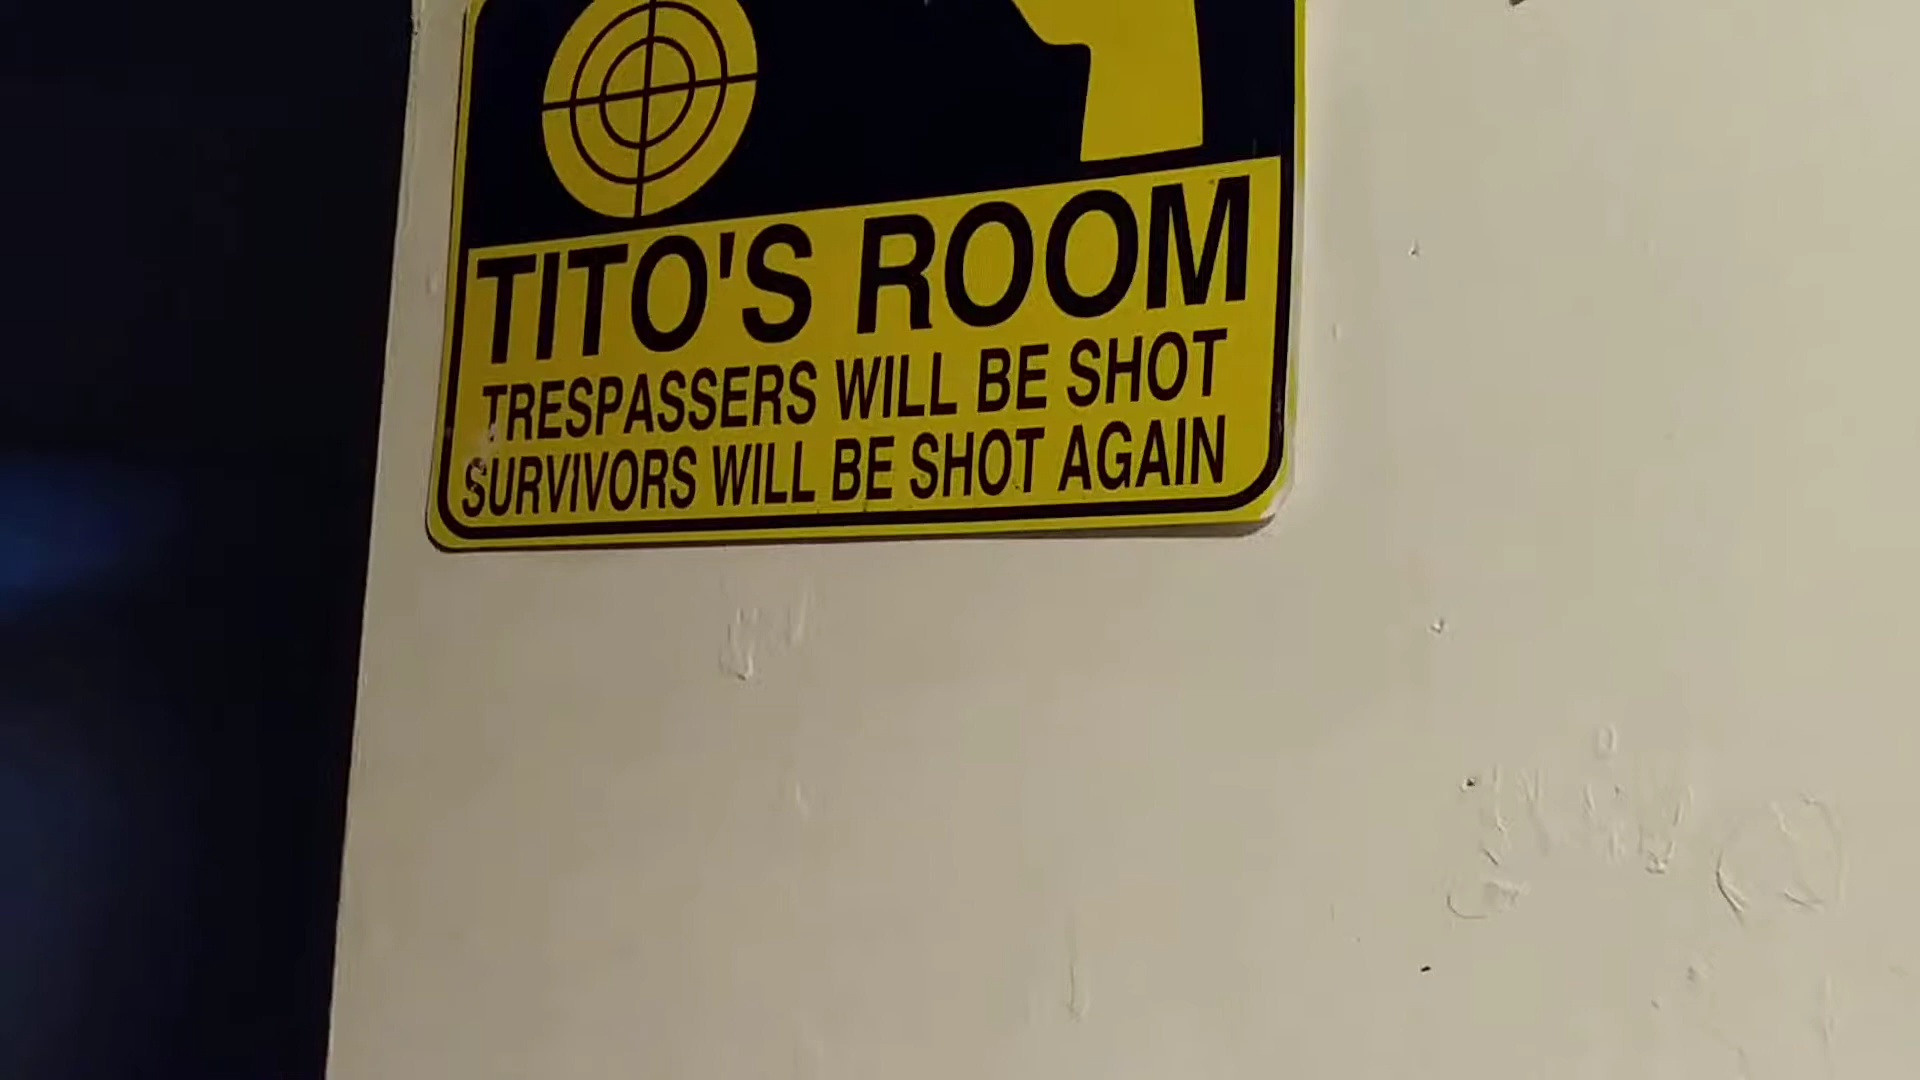 TITO'S ROOM
TRESPASSERS WILL BE SHOT
SURVIVORS WILL BE SHOT AGAIN